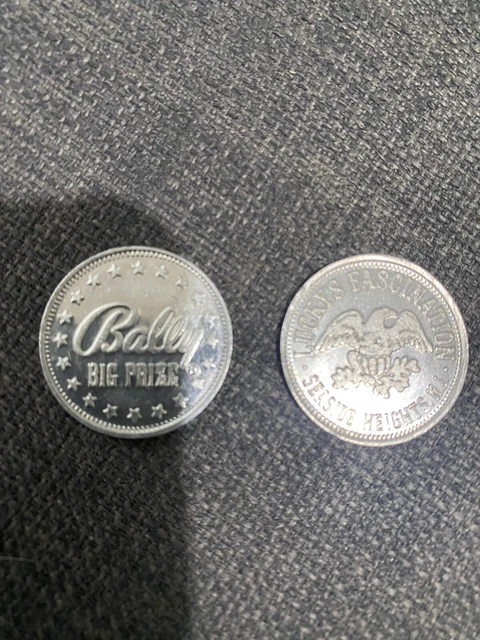 Bally
BIG PRIZE
LUCKY'S FASCINATION
SEASIDE HEIGHTS N.J.